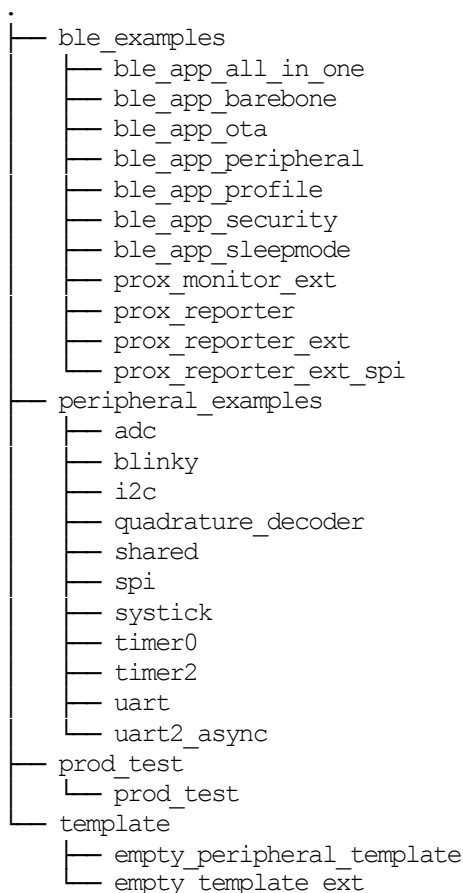 .
├── ble_examples
│   ├── ble_app_all_in_one
│   ├── ble_app_barebone
│   ├── ble_app_ota
│   ├── ble_app_peripheral
│   ├── ble_app_profile
│   ├── ble_app_security
│   ├── ble_app_sleepmode
│   ├── prox_monitor_ext
│   ├── prox_reporter
│   ├── prox_reporter_ext
│   └── prox_reporter_ext_spi
├── peripheral_examples
│   ├── adc
│   ├── blinky
│   ├── i2c
│   ├── quadrature_decoder
│   ├── shared
│   ├── spi
│   ├── systick
│   ├── timer0
│   ├── timer2
│   ├── uart
│   └── uart2_async
├── prod_test
│   └── prod_test
└── template
    ├── empty_peripheral_template
    └── empty_template_ext